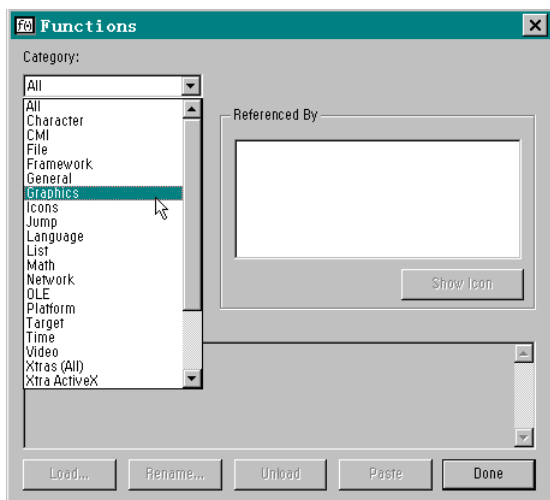 f() Functions
Category:
All
All
Character
CMI
File
Framework
General
Graphics
Icons
Jump
Language
List
Math
Network
OLE
Platform
Target
Time
Video
Xtras (All)
Xtra ActiveX
Referenced By
Show Icon
Load... Rename... Unload Paste Done